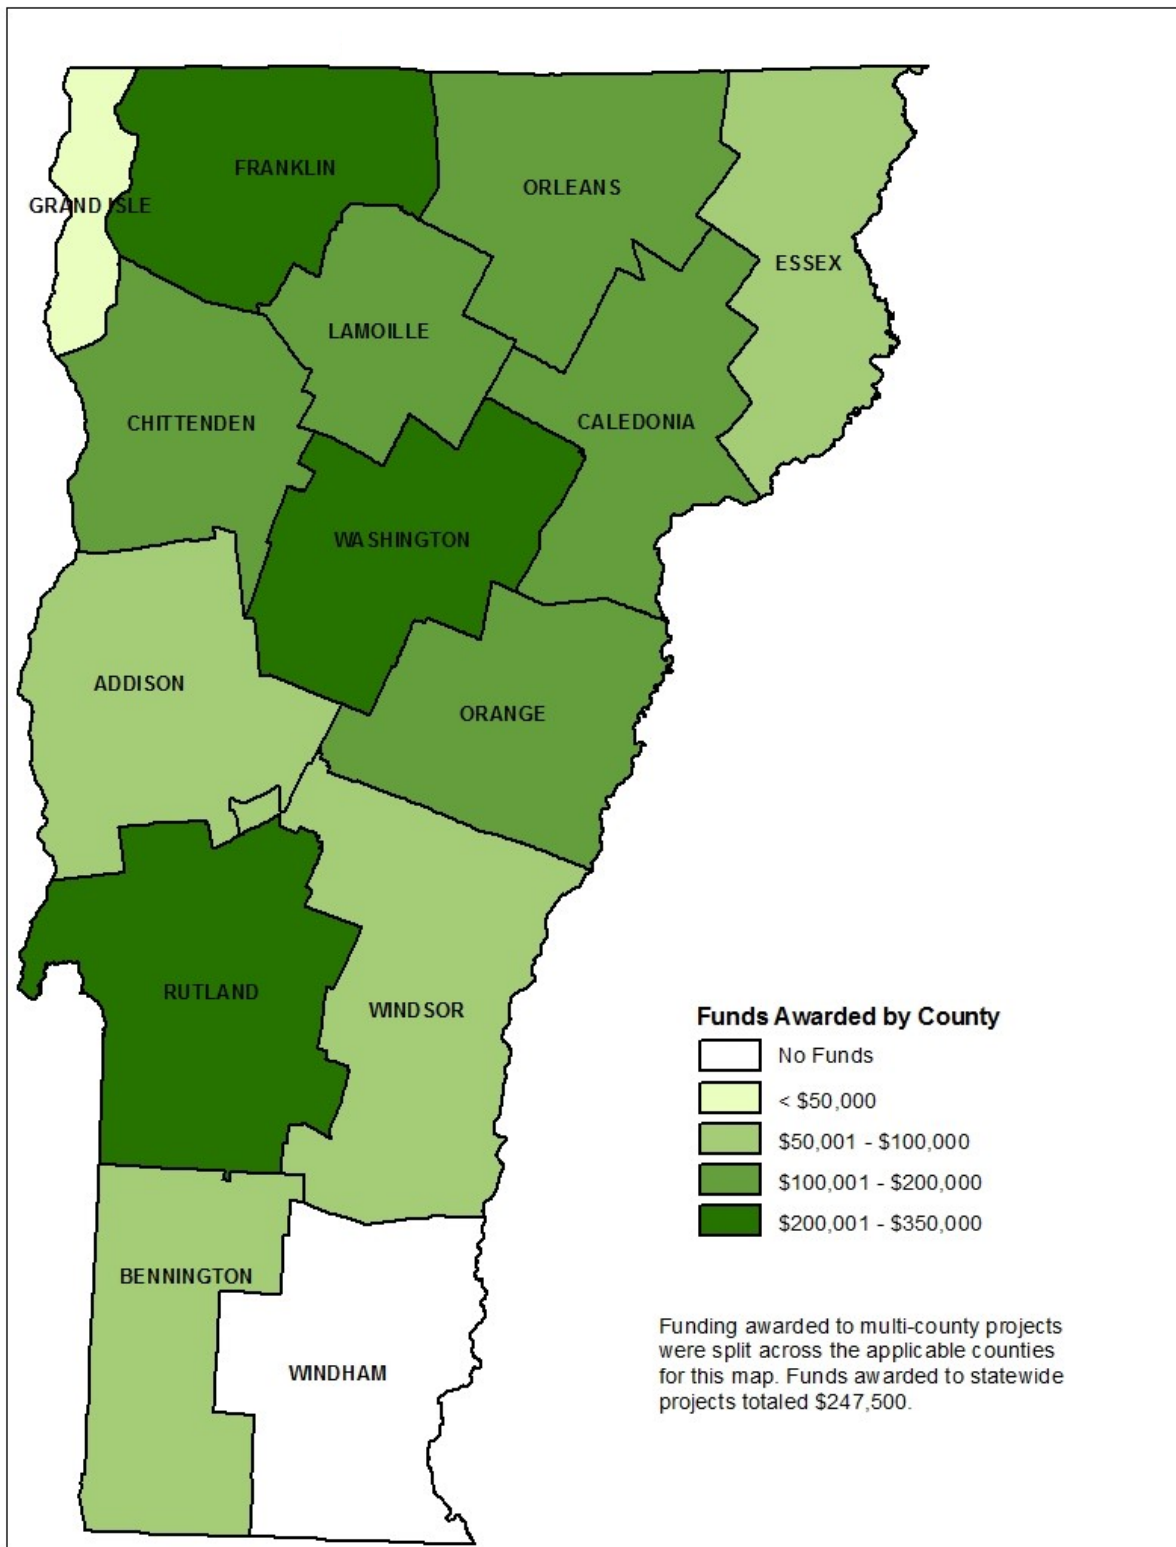 FRANKLIN
ORLEANS
GRAND ISLE
ESSEX
LAMOILLE
CHITTENDEN
CALEDONIA
WASHINGTON
ADDISON
ORANGE
RUTLAND
WINDSOR
Funds Awarded by County
No Funds
< $50,000
$50,001 - $100,000
$100,001 - $200,000
$200,001 - $350,000
BENNINGTON
WINDHAM
Funding awarded to multi-county projects
were split across the applicable counties
for this map. Funds awarded to statewide
projects totaled $247,500.